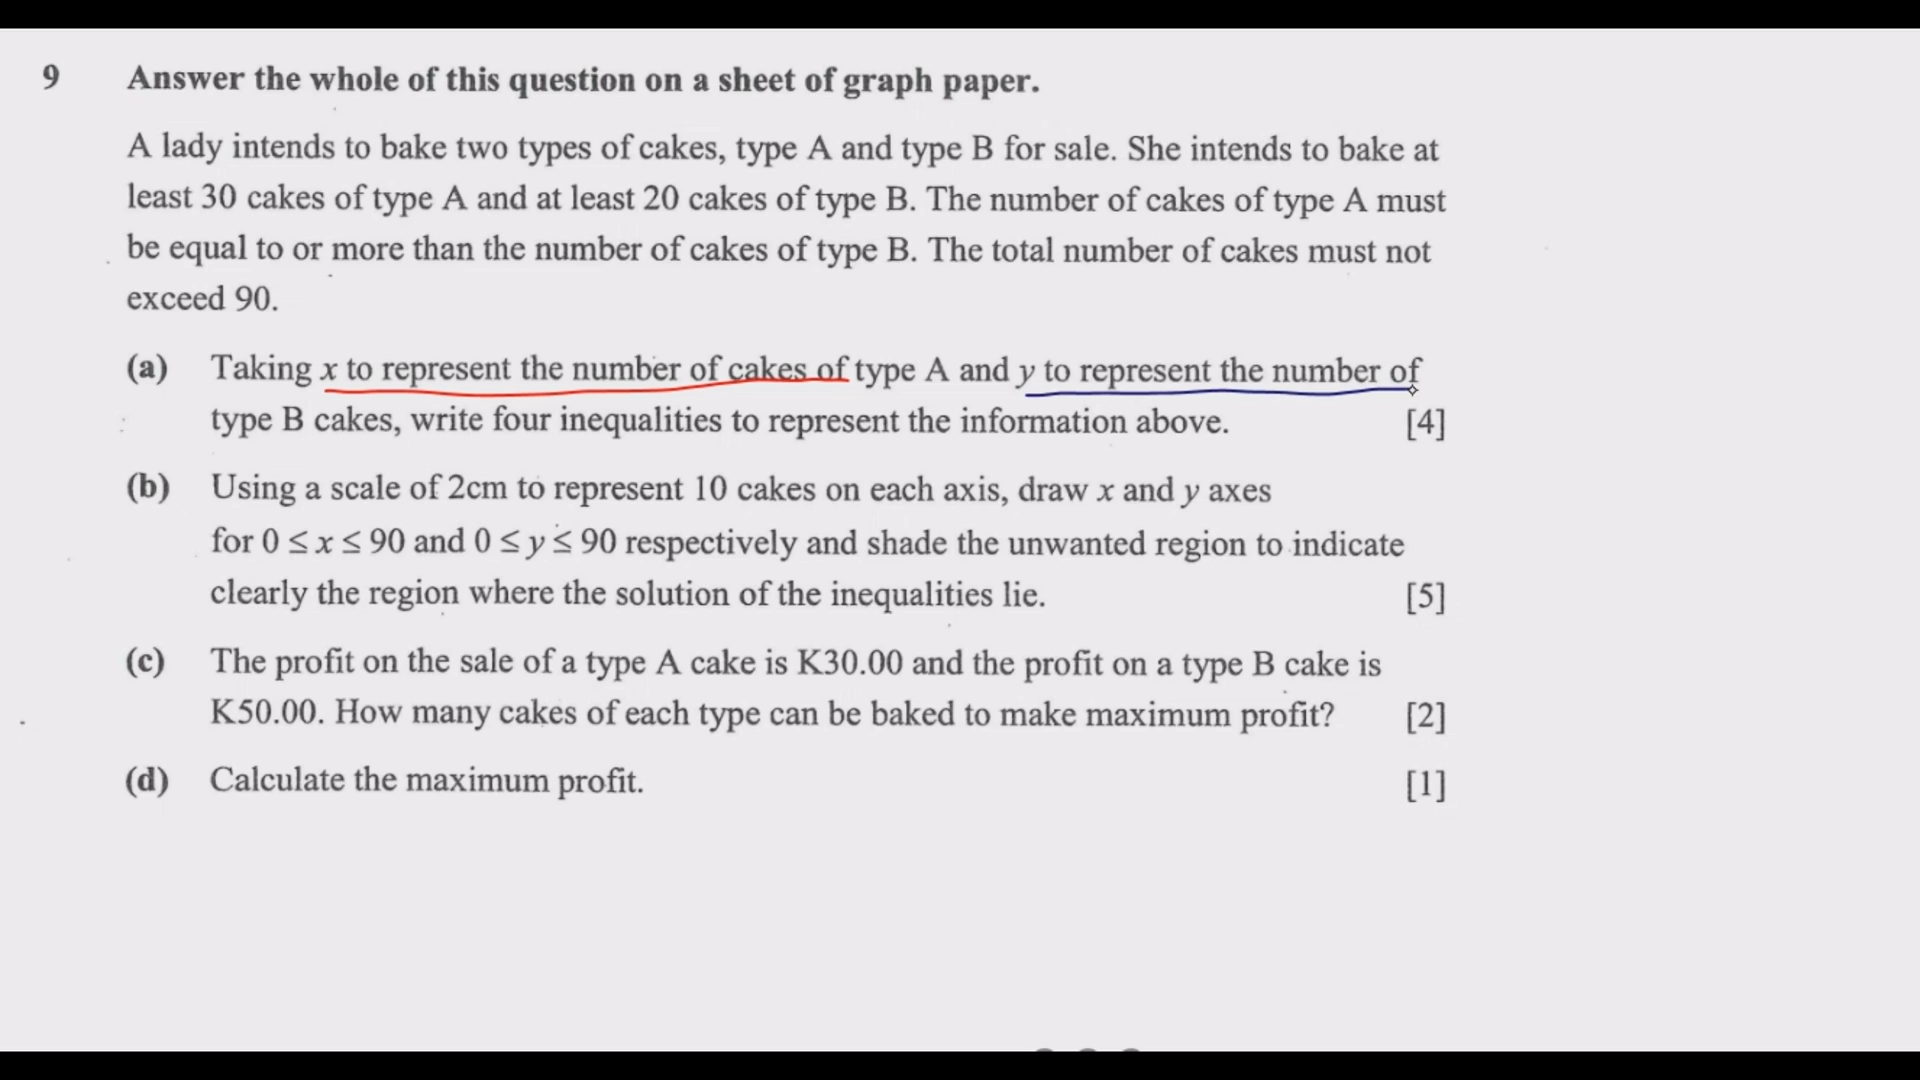 9 Answer the whole of this question on a sheet of graph paper.
A lady intends to bake two types of cakes, type A and type B for sale. She intends to bake at
least 30 cakes of type A and at least 20 cakes of type B. The number of cakes of type A must
be equal to or more than the number of cakes of type B. The total number of cakes must not
exceed 90.
(a) Taking x to represent the number of cakes of type A and y to represent the number of
type B cakes, write four inequalities to represent the information above. [4]
(b) Using a scale of 2cm to represent 10 cakes on each axis, draw x and y axes
for 0 ≤ x ≤ 90 and 0 ≤ y ≤ 90 respectively and shade the unwanted region to indicate
clearly the region where the solution of the inequalities lie. [5]
(c) The profit on the sale of a type A cake is K30.00 and the profit on a type B cake is
K50.00. How many cakes of each type can be baked to make maximum profit? [2]
(d) Calculate the maximum profit. [1]